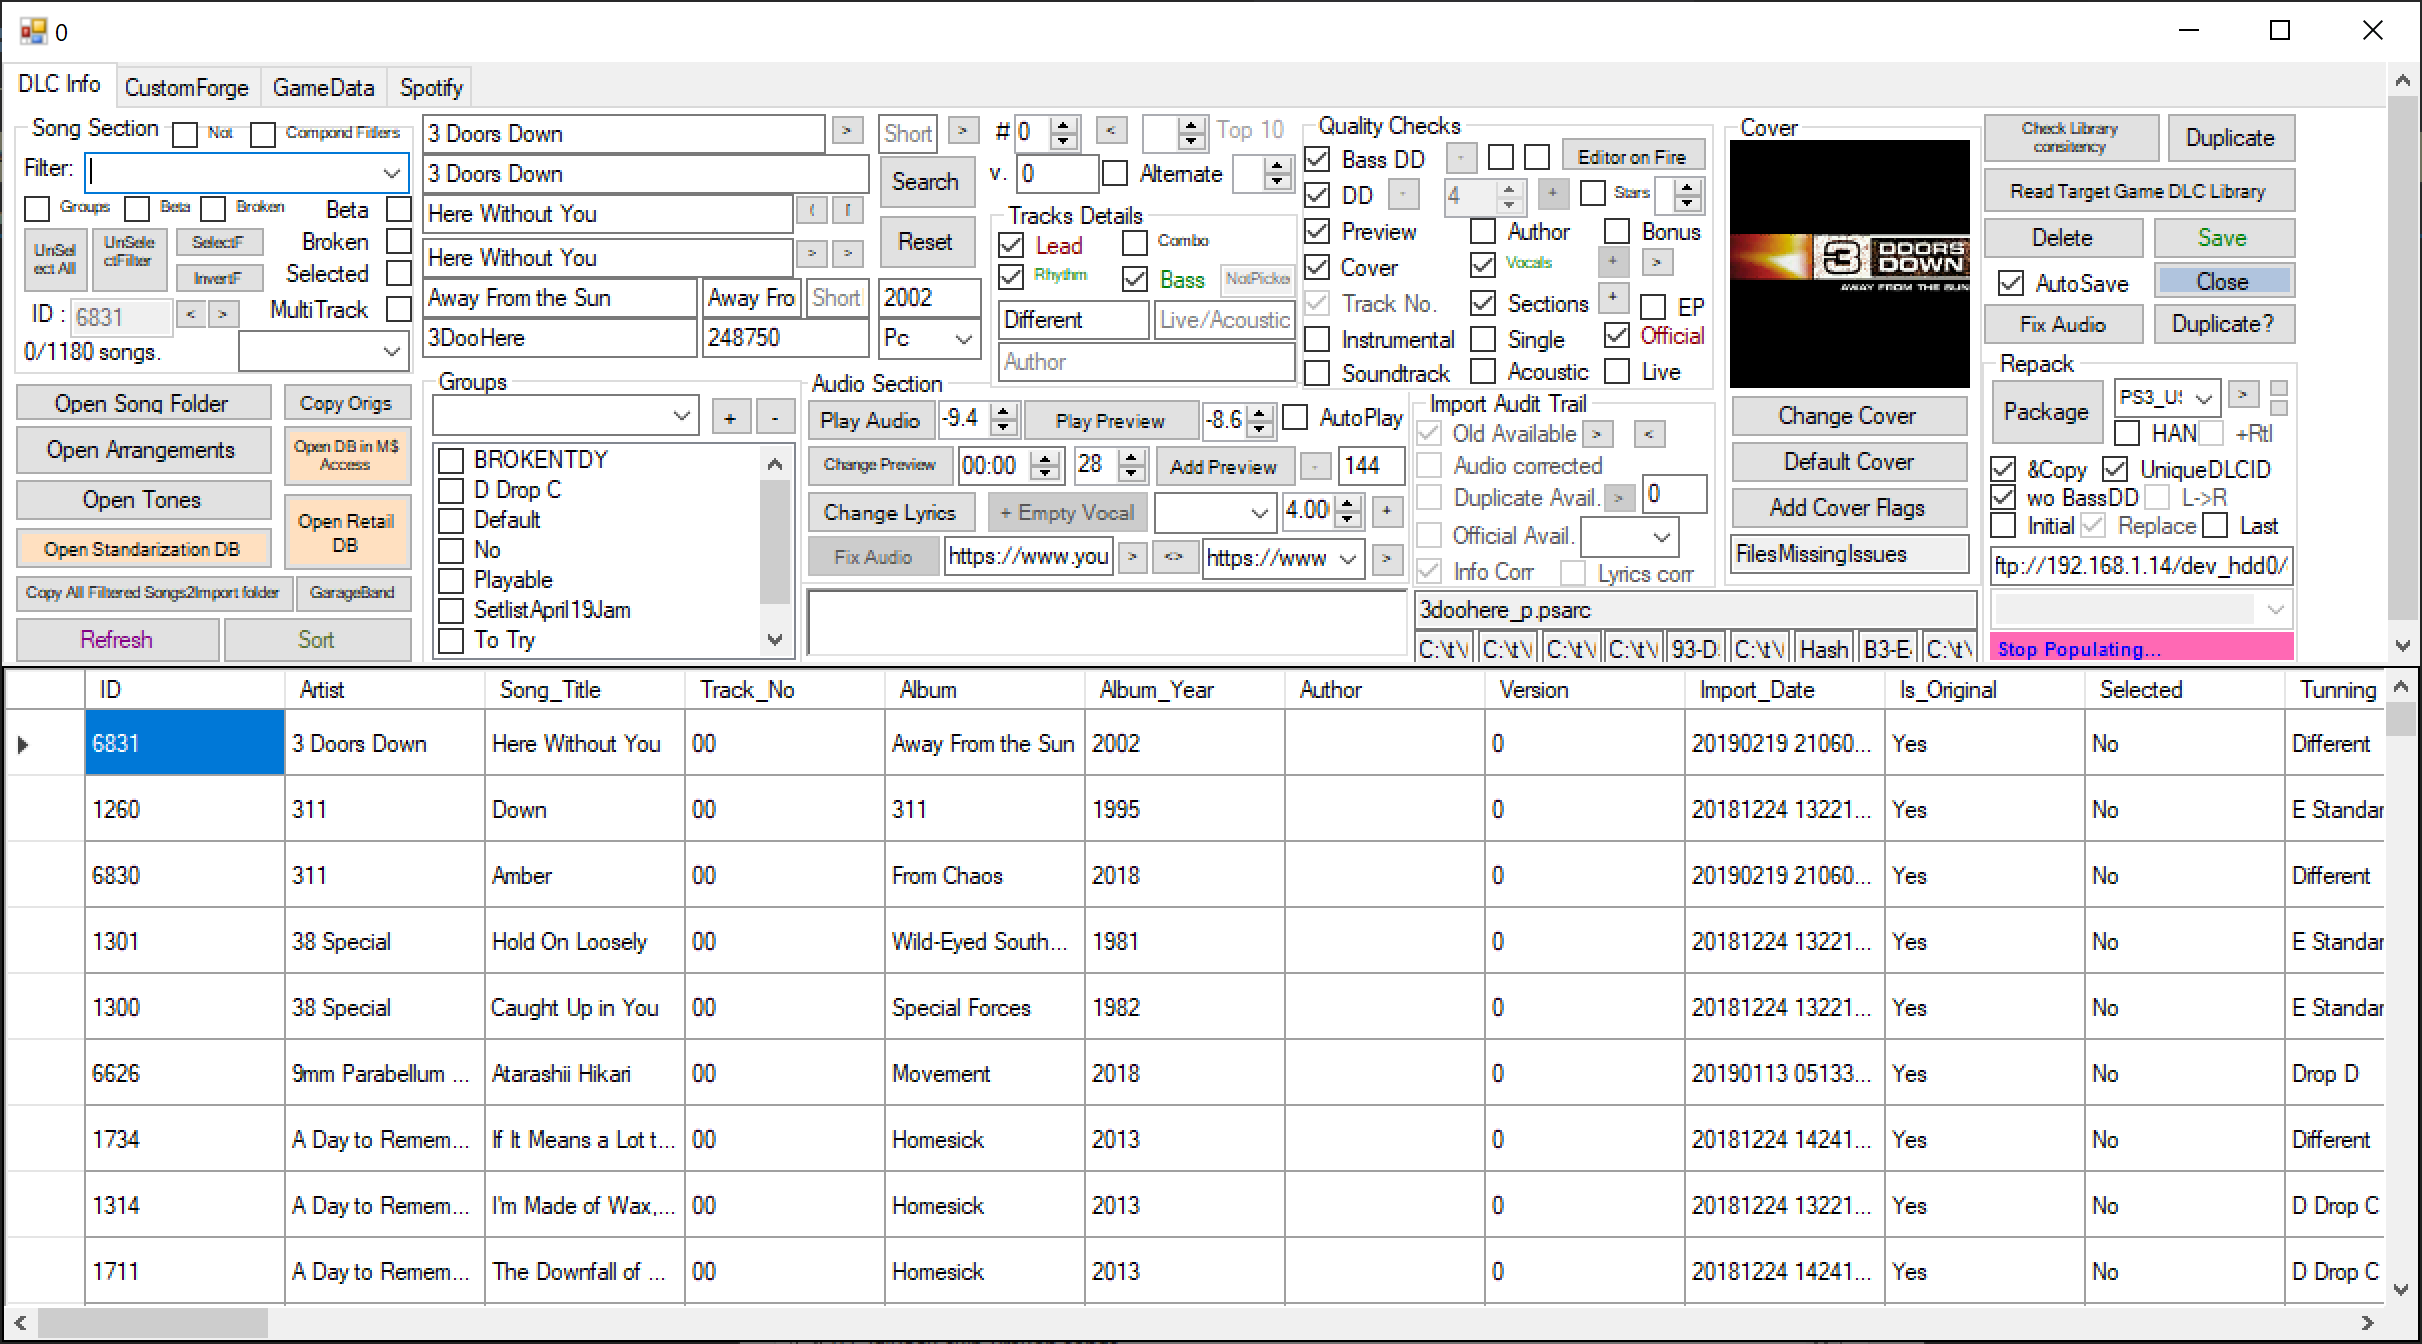 0
DLC Info CustomForge GameData Spotify
Song Section Not Compond Fitlers
Filter:
Groups Beta Broken Beta
UnSel ect All UnSele ctFilter SelectF Broken
InvertF Selected
ID : 6831 < > MultiTrack
0/1180 songs.
Open Song Folder Copy Origs
Open Arrangements Open DB in M$ Access
Open Tones
Open Standarization DB Open Retail DB
Copy All Filtered Songs2Import folder GarageBand
Refresh Sort
3 Doors Down > Short > # 0 < Top 10
3 Doors Down Search v. 0 Alternate
Here Without You ( [
Here Without You > > Reset
Away From the Sun Away Fro Short 2002
3DooHere 248750 Pc
Tracks Details
Lead Combo
Rhythm Bass NotPicke
Different Live/Acoustic
Author
Groups
+ -
BROKENTDY
D Drop C
Default
No
Playable
SetlistApril19Jam
To Try
Audio Section
Play Audio -9.4 Play Preview -8.6 AutoPlay
Change Preview 00:00 28 Add Preview - 144
Change Lyrics + Empty Vocal 4.00 +
Fix Audio https://www.you > <> https://www >
Quality Checks
Bass DD - Editor on Fire
DD - 4 + Stars
Preview Author Bonus
Cover Vocals + >
Track No. Sections + EP
Instrumental Single Official
Soundtrack Acoustic Live
Import Audit Trail
Old Available > <
Audio corrected
Duplicate Avail. > 0
Official Avail.
Info Corr Lyrics corr
3doohere_p.psarc
C:\t\ C:\t\ C:\t\ C:\t\ 93-D C:\t\ Hash B3-E C:\t\
Cover
3 DOORS DOWN
AWAY FROM THE SUN
Change Cover
Default Cover
Add Cover Flags
FilesMissingIssues
Check Library consitency Duplicate
Read Target Game DLC Library
Delete Save
AutoSave Close
Fix Audio Duplicate?
Repack
Package PS3_U >
HAN +Rtl
&Copy UniqueDLCID
wo BassDD L->R
Initial Replace Last
ftp://192.168.1.14/dev_hdd0/
Stop Populating...
ID Artist Song_Title Track_No Album Album_Year Author Version Import_Date Is_Original Selected Tunning
6831 3 Doors Down Here Without You 00 Away From the Sun 2002 0 20190219 21060... Yes No Different
1260 311 Down 00 311 1995 0 20181224 13221... Yes No E Standar
6830 311 Amber 00 From Chaos 2018 0 20190219 21060... Yes No Different
1301 38 Special Hold On Loosely 00 Wild-Eyed South... 1981 0 20181224 13221... Yes No E Standar
1300 38 Special Caught Up in You 00 Special Forces 1982 0 20181224 13221... Yes No E Standar
6626 9mm Parabellum ... Atarashii Hikari 00 Movement 2018 0 20190113 05133... Yes No Drop D
1734 A Day to Remem... If It Means a Lot t... 00 Homesick 2013 0 20181224 14241... Yes No Different
1314 A Day to Remem... I'm Made of Wax,... 00 Homesick 2013 0 20181224 13221... Yes No D Drop C
1711 A Day to Remem... The Downfall of ... 00 Homesick 2013 0 20181224 14241... Yes No D Drop C